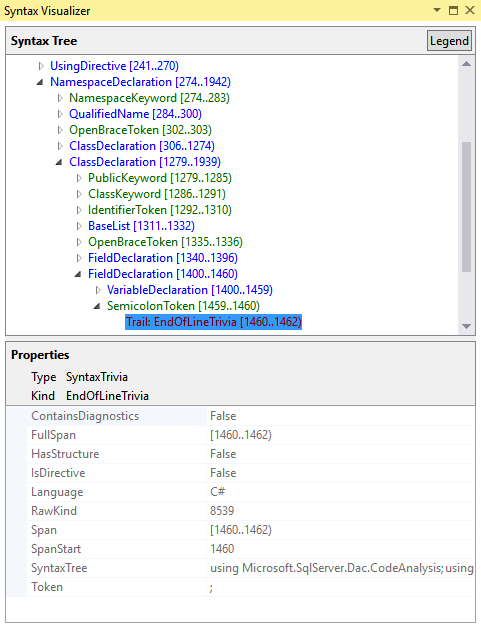 Syntax Visualizer
Syntax Tree
Legend
UsingDirective [241..270)
NamespaceDeclaration [274..1942)
NamespaceKeyword [274..283)
QualifiedName [284..300)
OpenBraceToken [302..303)
ClassDeclaration [306..1274)
ClassDeclaration [1279..1939)
PublicKeyword [1279..1285)
ClassKeyword [1286..1291)
IdentifierToken [1292..1310)
BaseList [1311..1332)
OpenBraceToken [1335..1336)
FieldDeclaration [1340..1396)
FieldDeclaration [1400..1460)
VariableDeclaration [1400..1459)
SemicolonToken [1459..1460)
Trail: EndOfLineTrivia [1460..1462)
Properties
Type SyntaxTrivia
Kind EndOfLineTrivia
ContainsDiagnostics False
FullSpan [1460..1462)
HasStructure False
IsDirective False
Language C#
RawKind 8539
Span [1460..1462)
SpanStart 1460
SyntaxTree using Microsoft.SqlServer.Dac.CodeAnalysis; using
Token ;